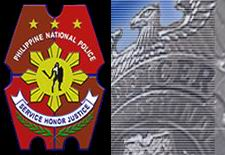 PHILIPPINE NATIONAL POLICE
SERVICE HONOR JUSTICE